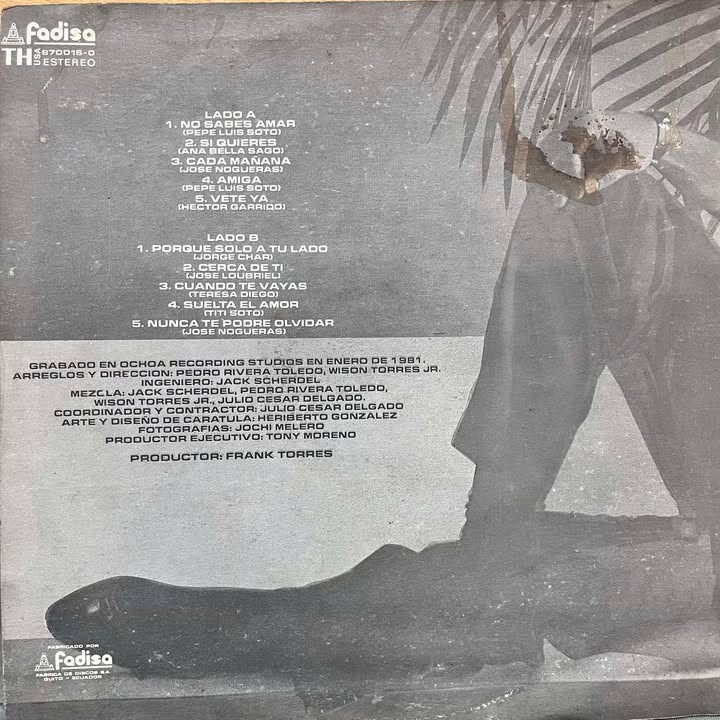 fadisa
TH USA 870016-0
ESTEREO
LADO A
1. NO SABES AMAR
(PEPE LUIS SOTO)
2. SI QUIERES
(ANA BELLA SAGO)
3. CADA MAÑANA
(JOSE NOGUERAS)
4. AMIGA
(PEPE LUIS SOTO)
5. VETE YA
(HECTOR GARRIDO)
LADO B
1. PORQUE SOLO A TU LADO
(JORGE CHAR)
2. CERCA DE TI
(JOSE LOUBRIEL)
3. CUANDO TE VAYAS
(TERESA DIEGO)
4. SUELTA EL AMOR
(TITI SOTO)
5. NUNCA TE PODRE OLVIDAR
(JOSE NOGUERAS)
GRABADO EN OCHOA RECORDING STUDIOS EN ENERO DE 1981.
ARREGLOS Y DIRECCION: PEDRO RIVERA TOLEDO, WISON TORRES JR.
INGENIERO: JACK SCHERDEL
MEZCLA: JACK SCHERDEL, PEDRO RIVERA TOLEDO,
WISON TORRES JR., JULIO CESAR DELGADO.
COORDINADOR Y CONTRACTOR: JULIO CESAR DELGADO
ARTE Y DISEÑO DE CARATULA: HERIBERTO GONZALEZ
FOTOGRAFIAS: JOCHI MELERO
PRODUCTOR EJECUTIVO: TONY MORENO
PRODUCTOR: FRANK TORRES
FABRICADO POR
fadisa
FABRICA DE DISCOS S.A.
QUITO - ECUADOR